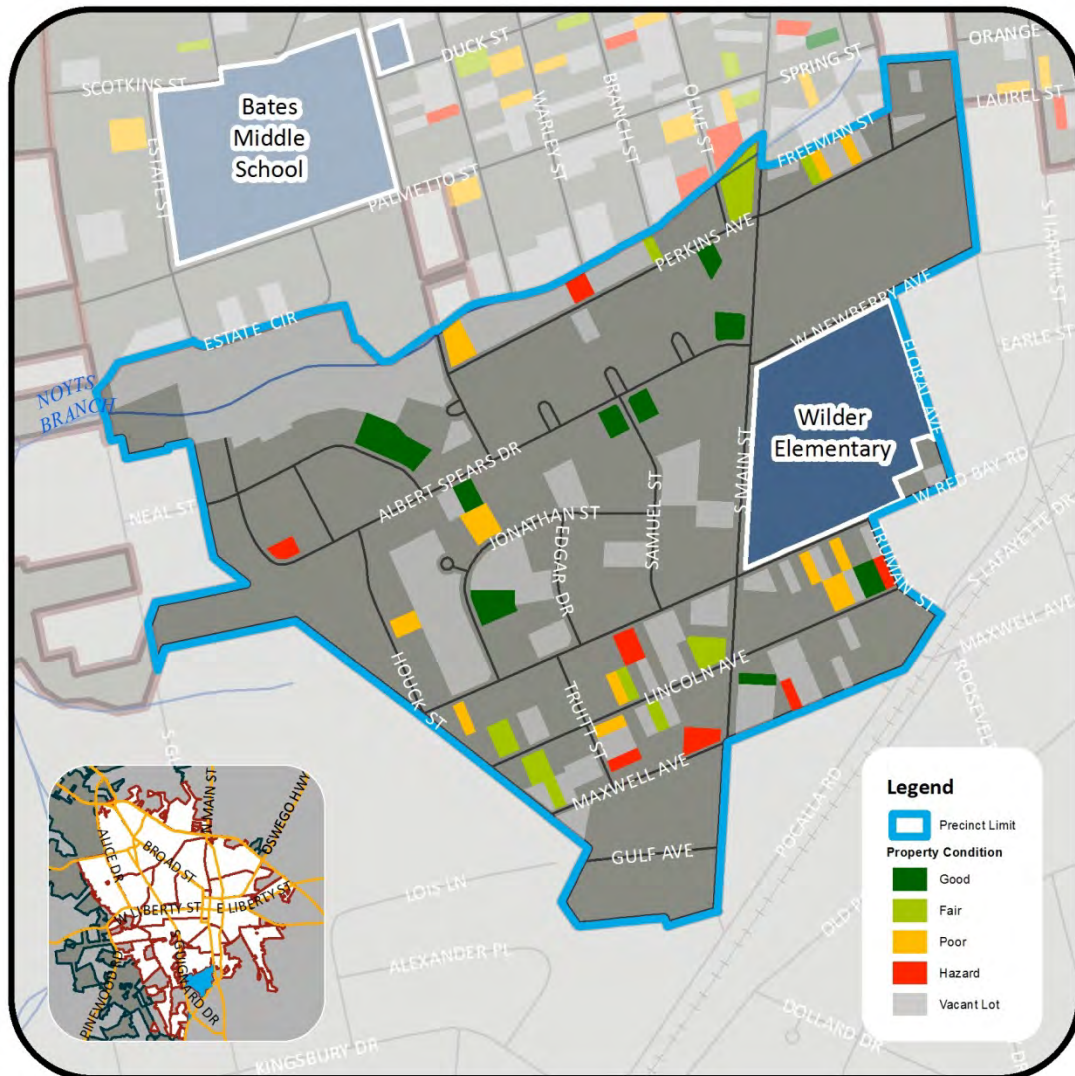 DUCK ST
ORANGE
SCOTKINS ST
SPRING ST
LAUREL ST
Bates
Middle
School
WARLEY ST
BRANCH ST
OLIVE ST
FREEMAN ST
ESTATE ST
PALMETTO ST
S HARVIN ST
PERKINS AVE
ESTATE CIR
W NEWBERRY AVE
EARLE ST
FLORAL AVE
NOYTS
BRANCH
Wilder
Elementary
S MAIN ST
ALBERT SPEARS DR
W RED BAY RD
NEAL ST
JONATHAN ST
EDGAR DR
SAMUEL ST
S LAFAYETTE DR
TRUMAN ST
MAXWELL AVE
HOUCK ST
LINCOLN AVE
TRUITT ST
ROOSEVEL
MAXWELL AVE
POCALLA RD
GULF AVE
LOIS LN
ALEXANDER PL
DOLLARD DR
KINGSBURY DR
N MAIN ST
OSWEGO HWY
ALICE DR
BROAD ST
W LIBERTY ST
E LIBERTY ST
S GUIGNARD DR
PINEWOOD RD
Legend
Precinct Limit
Property Condition
Good
Fair
Poor
Hazard
Vacant Lot